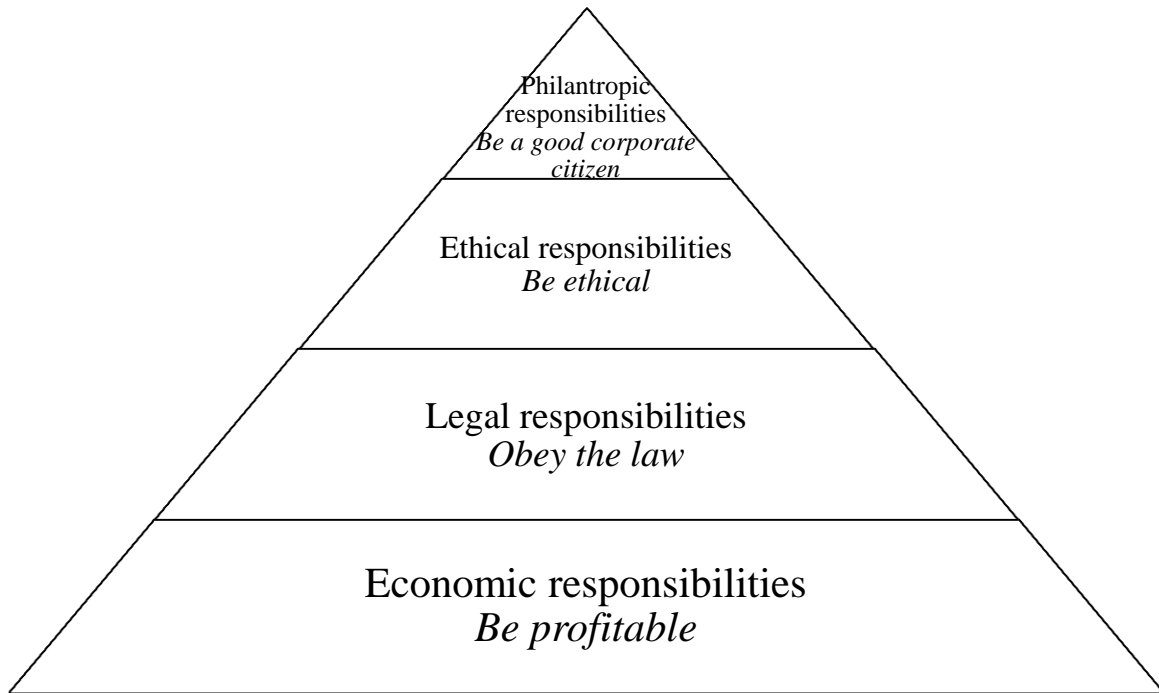 Philantropic
responsibilities
Be a good corporate
citizen
Ethical responsibilities
Be ethical
Legal responsibilities
Obey the law
Economic responsibilities
Be profitable